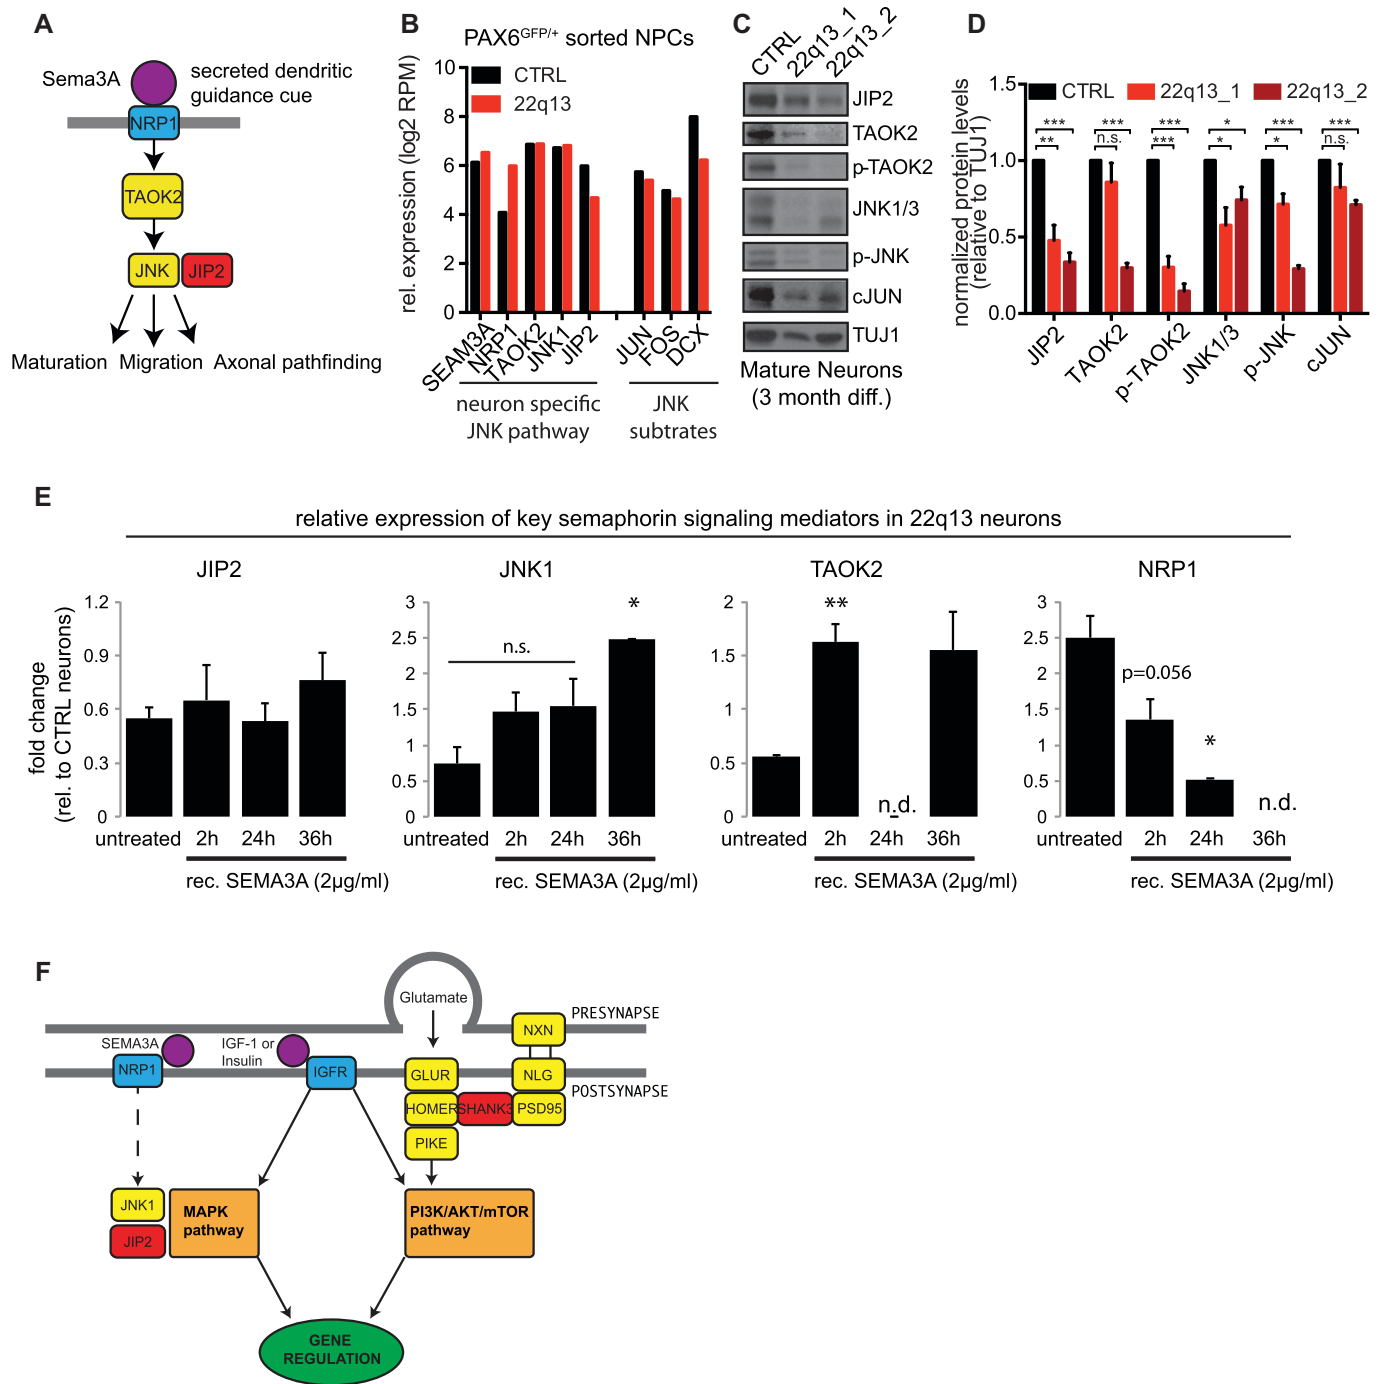 A
Sema3A
secreted dendritic
guidance cue
NRP1
TAOK2
JNK
JIP2
Maturation Migration Axonal pathfinding
B
PAX6GFP/+ sorted NPCs
CTRL
22q13
rel. expression (log2 RPM)
10
8
6
4
2
0
SEAM3A
NRP1
TAOK2
JNK1
JIP2
JUN
FOS
DCX
neuron specific
JNK pathway
JNK
subtrates
C
CTRL
22q13_1
22q13_2
JIP2
TAOK2
p-TAOK2
JNK1/3
p-JNK
cJUN
TUJ1
Mature Neurons
(3 month diff.)
D
CTRL 22q13_1 22q13_2
normalized protein levels
(relative to TUJ1)
1.5
1.0
0.5
0.0
*** *** *** * *** ***
** n.s. *** * * n.s.
JIP2
TAOK2
p-TAOK2
JNK1/3
p-JNK
cJUN
E
relative expression of key semaphorin signaling mediators in 22q13 neurons
fold change
(rel. to CTRL neurons)
JIP2
1.2
0.9
0.6
0.3
0
untreated 2h 24h 36h
rec. SEMA3A (2µg/ml)
JNK1
3
2.5
2
1.5
1
0.5
0
n.s.
*
untreated 2h 24h 36h
rec. SEMA3A (2µg/ml)
TAOK2
2
1.5
1
0.5
0
**
n.d.
untreated 2h 24h 36h
rec. SEMA3A (2µg/ml)
NRP1
3
2.5
2
1.5
1
0.5
0
p=0.056
*
n.d.
untreated 2h 24h 36h
rec. SEMA3A (2µg/ml)
F
Glutamate
PRESYNAPSE
NXN
SEMA3A
IGF-1 or
Insulin
NRP1
IGFR
GLUR
NLG
POSTSYNAPSE
HOMER
SHANK3
PSD95
PIKE
JNK1
JIP2
MAPK
pathway
PI3K/AKT/mTOR
pathway
GENE
REGULATION